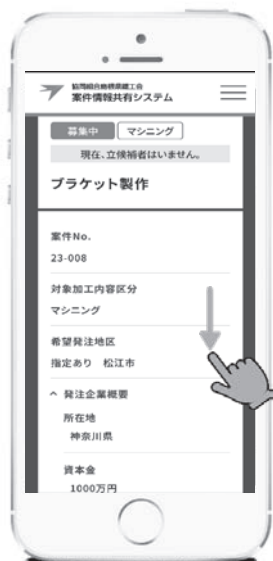 協同組合島根県鐵工会
案件情報共有システム
募集中 マシニング
現在、立候補者はいません。
ブラケット製作
案件No.
23-008
対象加工内容区分
マシニング
希望発注地区
指定あり 松江市
発注企業概要
所在地
神奈川県
資本金
1000万円